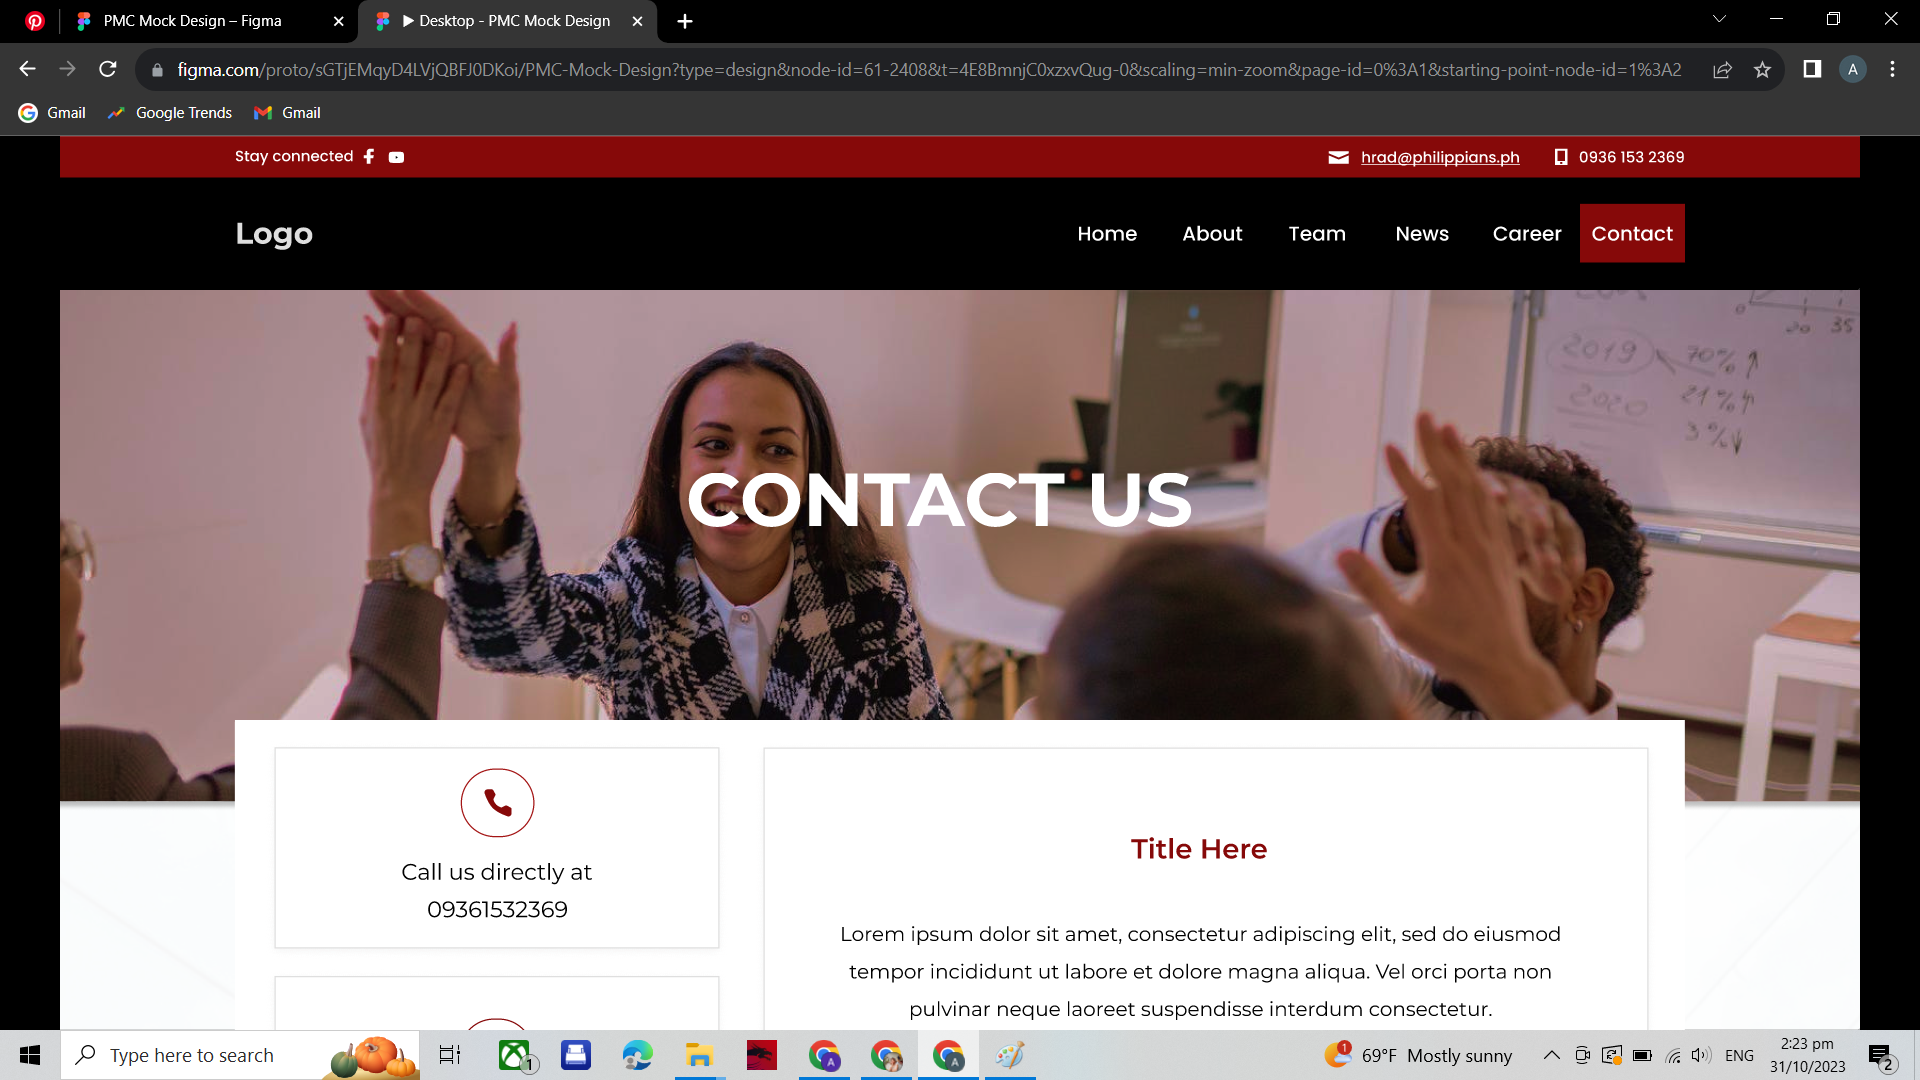 PMC Mock Design – Figma
▶ Desktop - PMC Mock Design
figma.com/proto/sGTjEMqyD4LVjQBFJ0DKoi/PMC-Mock-Design?type=design&node-id=61-2408&t=4E8BmnjC0xzxvQug-0&scaling=min-zoom&page-id=0%3A1&starting-point-node-id=1%3A2
A
Gmail
Google Trends
Gmail
Stay connected
hrad@philippians.ph
0936 153 2369
Logo
Home
About
Team
News
Career
Contact
20 35
2019 70% ↑
2020 21% ↑
3% ↓
CONTACT US
Call us directly at
09361532369
Title Here
Lorem ipsum dolor sit amet, consectetur adipiscing elit, sed do eiusmod
tempor incididunt ut labore et dolore magna aliqua. Vel orci porta non
pulvinar neque laoreet suspendisse interdum consectetur.
Type here to search
1
A
A
1
69°F Mostly sunny
ENG
2:23 pm
31/10/2023
2